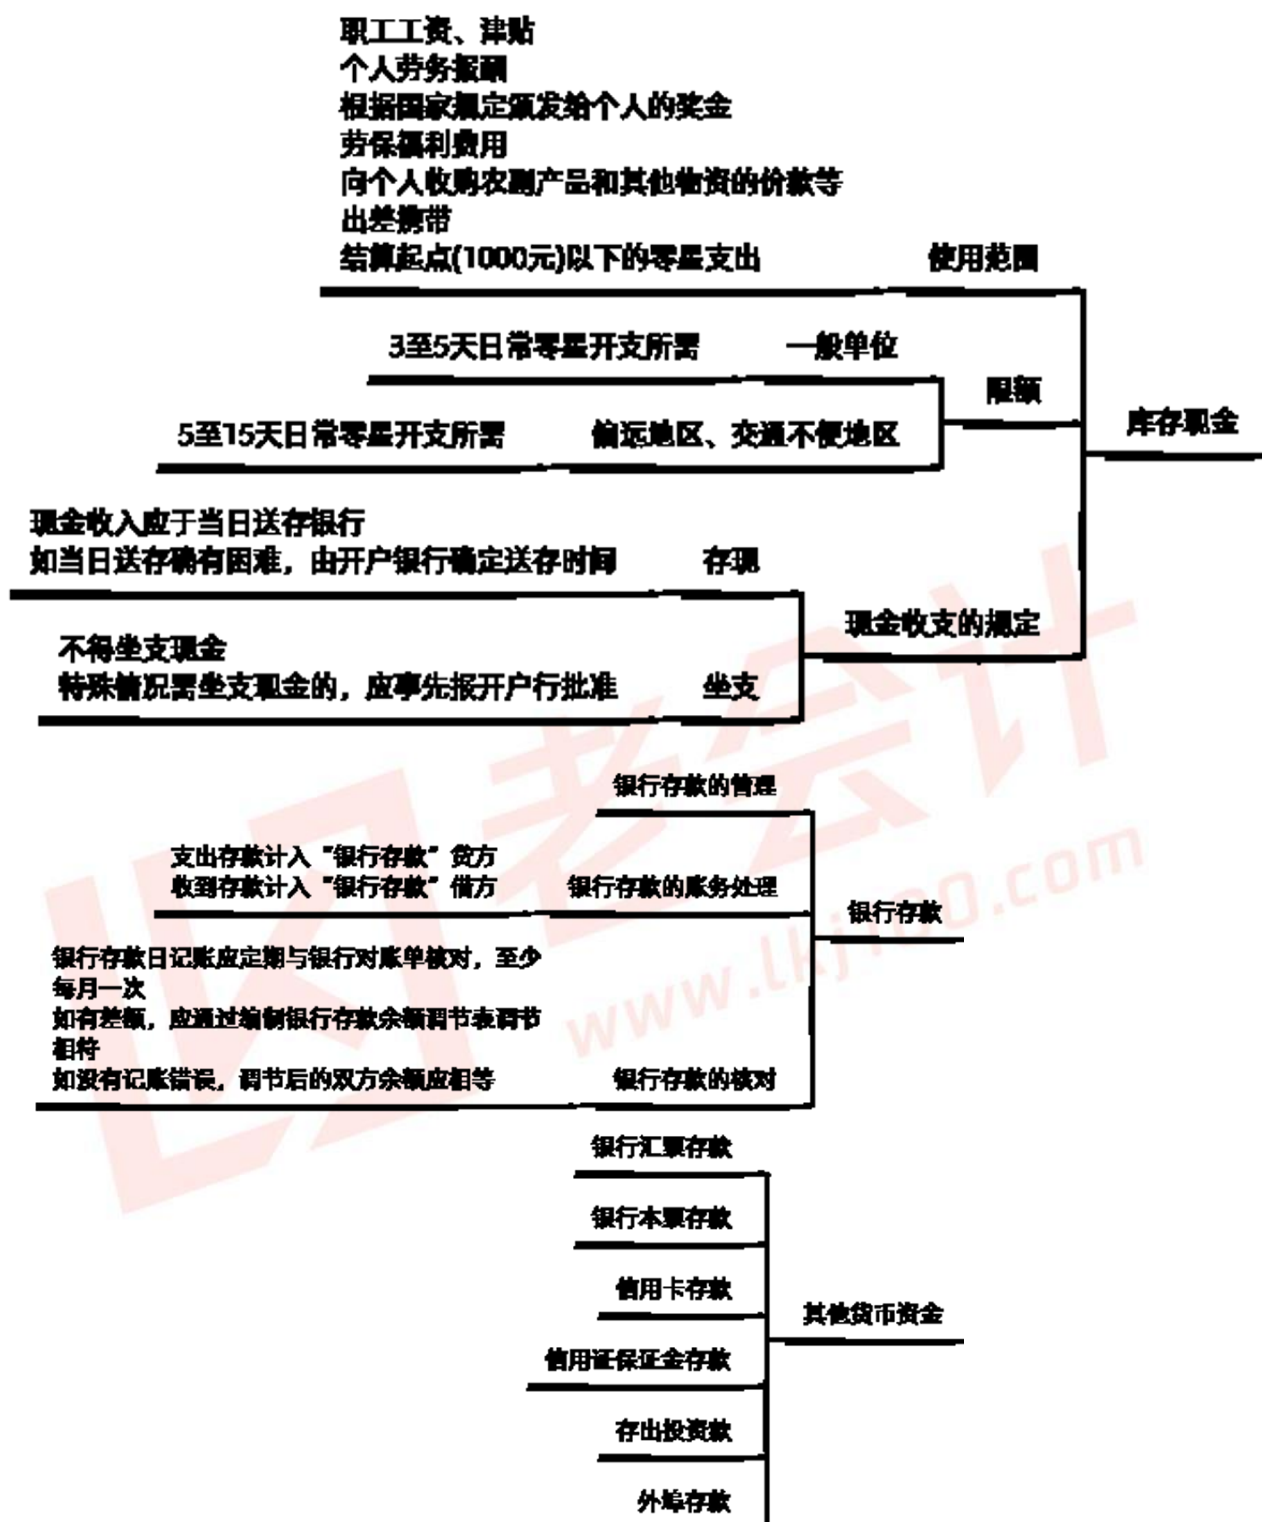 职工工资、津贴
个人劳务报酬
根据国家规定颁发给个人的奖金
劳保福利费用
向个人收购农副产品和其他物资的价款等
出差携带
结算起点(1000元)以下的零星支出
使用范围
3至5天日常零星开支所需
一般单位
限额
5至15天日常零星开支所需
偏远地区、交通不便地区
库存现金
现金收入应于当日送存银行
如当日送存确有困难，由开户银行确定送存时间
存现
现金收支的规定
不得坐支现金
特殊情况需坐支现金的，应事先报开户行批准
坐支
银行存款的管理
支出存款计入“银行存款”贷方
收到存款计入“银行存款”借方
银行存款的账务处理
银行存款
银行存款日记账应定期与银行对账单核对，至少
每月一次
如有差额，应通过编制银行存款余额调节表调节
相符
如没有记账错误，调节后的双方余额应相等
银行存款的核对
银行汇票存款
银行本票存款
信用卡存款
其他货币资金
信用证保证金存款
存出投资款
外埠存款
老会计
www.lkj100.com